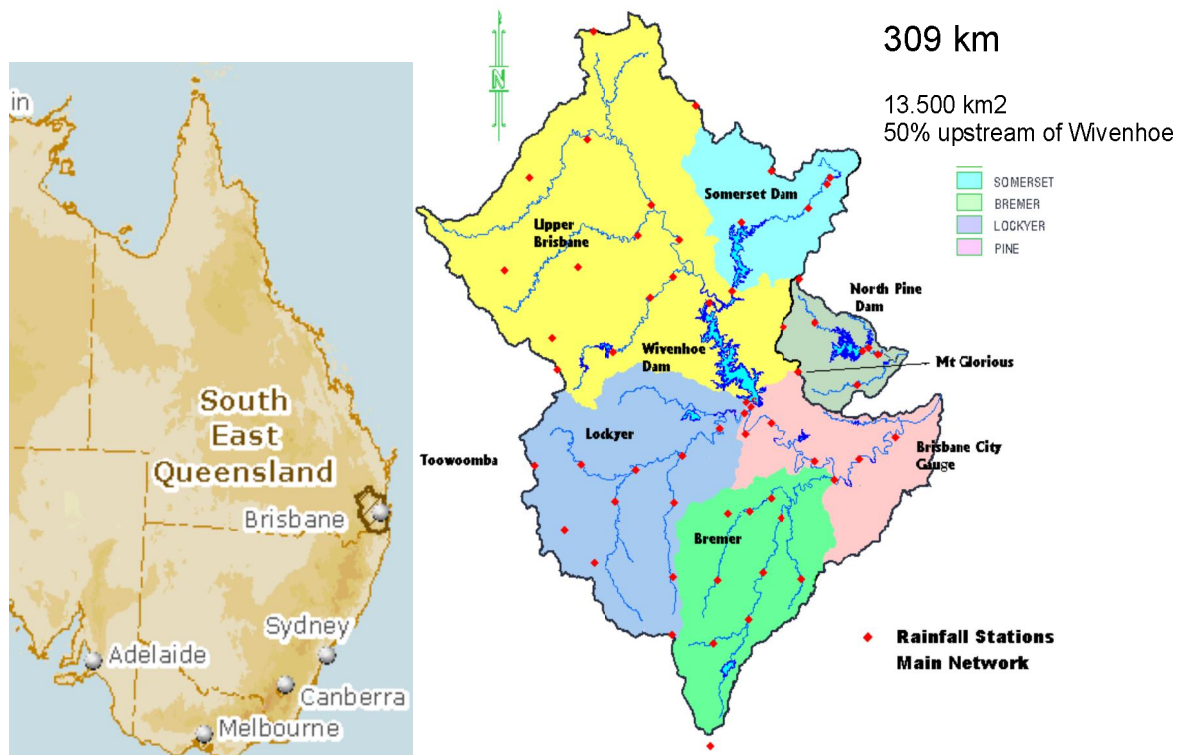 in
South
East
Queensland
Brisbane
Sydney
Adelaide
Canberra
Melbourne
N
309 km
13.500 km2
50% upstream of Wivenhoe
SOMERSET
BREMER
LOCKYER
PINE
Somerset Dam
Upper
Brisbane
North Pine
Dam
Wivenhoe
Dam
Mt Glorious
Lockyer
Toowoomba
Brisbane City
Gauge
Bremer
Rainfall Stations
Main Network